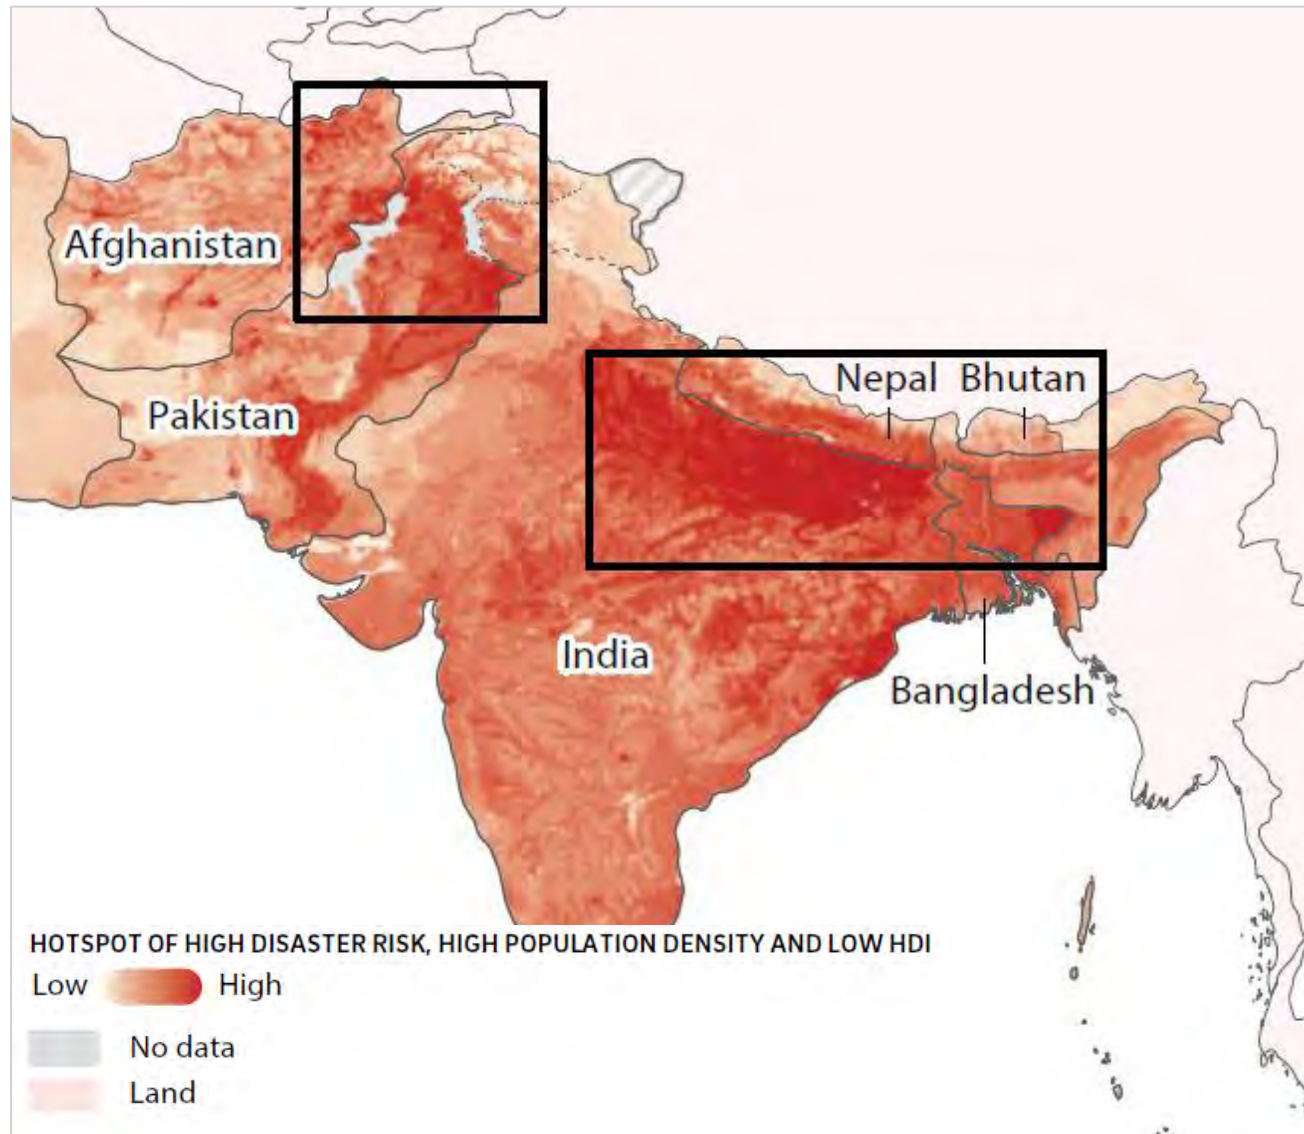 Afghanistan
Nepal
Bhutan
Pakistan
India
Bangladesh
HOTSPOT OF HIGH DISASTER RISK, HIGH POPULATION DENSITY AND LOW HDI
Low
High
No data
Land